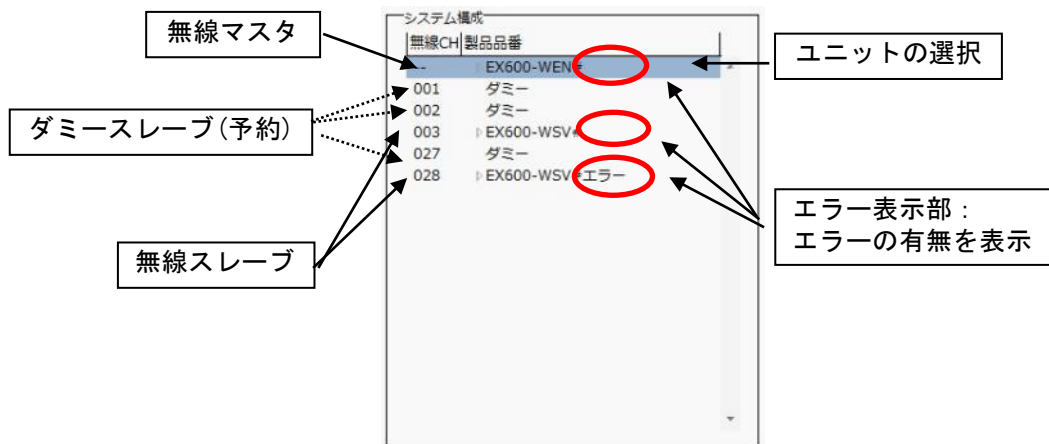 システム構成
無線CH 製品品番
-- EX600-WEN#
001 ダミー
002 ダミー
003 EX600-WSV#
027 ダミー
028 EX600-WSV#エラー
無線マスタ
ダミースレーブ(予約)
無線スレーブ
ユニットの選択
エラー表示部：
エラーの有無を表示